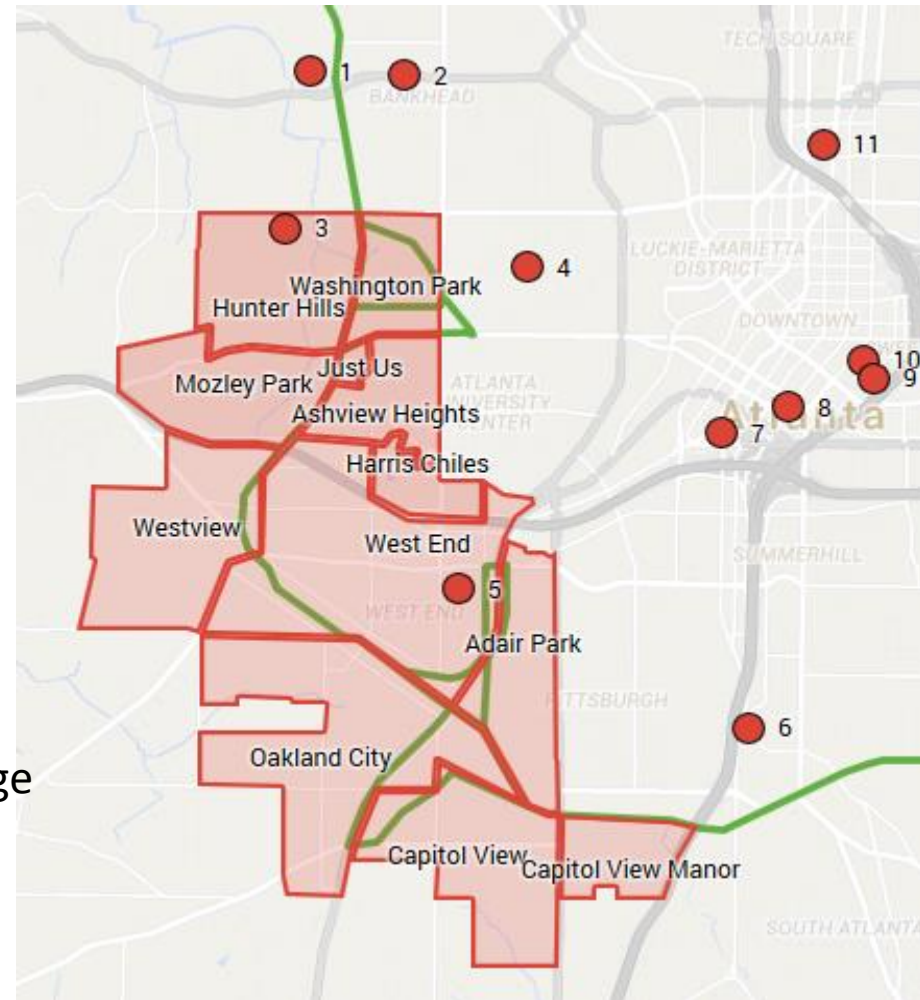 TECH SQUARE
1
2
BANKHEAD
11
3
4
LUCKIE-MARIETTA
DISTRICT
Washington Park
Hunter Hills
DOWNTOWN
10
9
Just Us
Mozley Park
ATLANTA
UNIVERSITY
CENTER
Ashview Heights
8
Atlanta
7
Harris Chiles
Westview
West End
SUMMERHILL
5
WEST END
Adair Park
PITTSBURGH
6
Oakland City
ge
Capitol View
Capitol View Manor
SOUTH ATLANTA